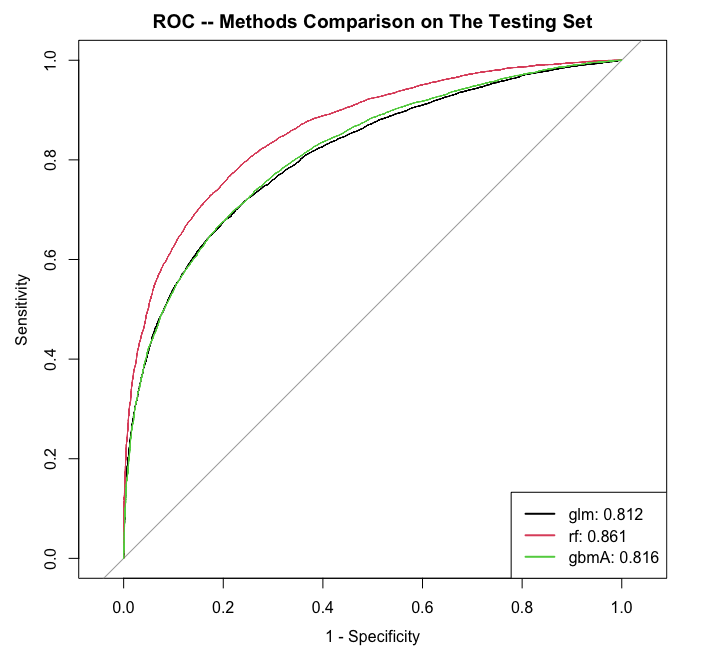 ROC -- Methods Comparison on The Testing Set
Sensitivity
1.0
0.8
0.6
0.4
0.2
0.0
glm: 0.812
rf: 0.861
gbmA: 0.816
0.0 0.2 0.4 0.6 0.8 1.0
1 - Specificity